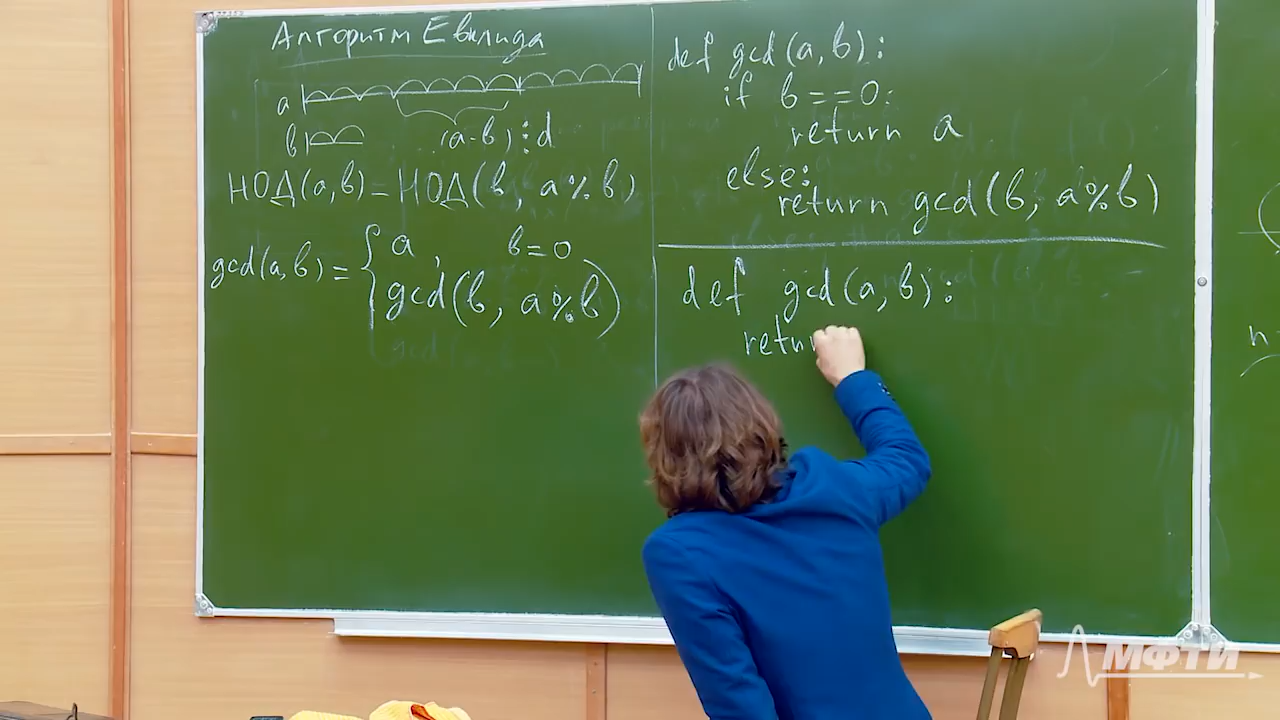 Алгоритм Евклида
a
b (a-b)⋮d
НОД(a,b)=НОД(b, a%b)
gcd(a,b)= { a , b=0
gcd(b, a%b)
def gcd(a,b):
if b==0:
return a
else:
return gcd(b, a%b)
def gcd(a,b):
retur
n
МФТИ